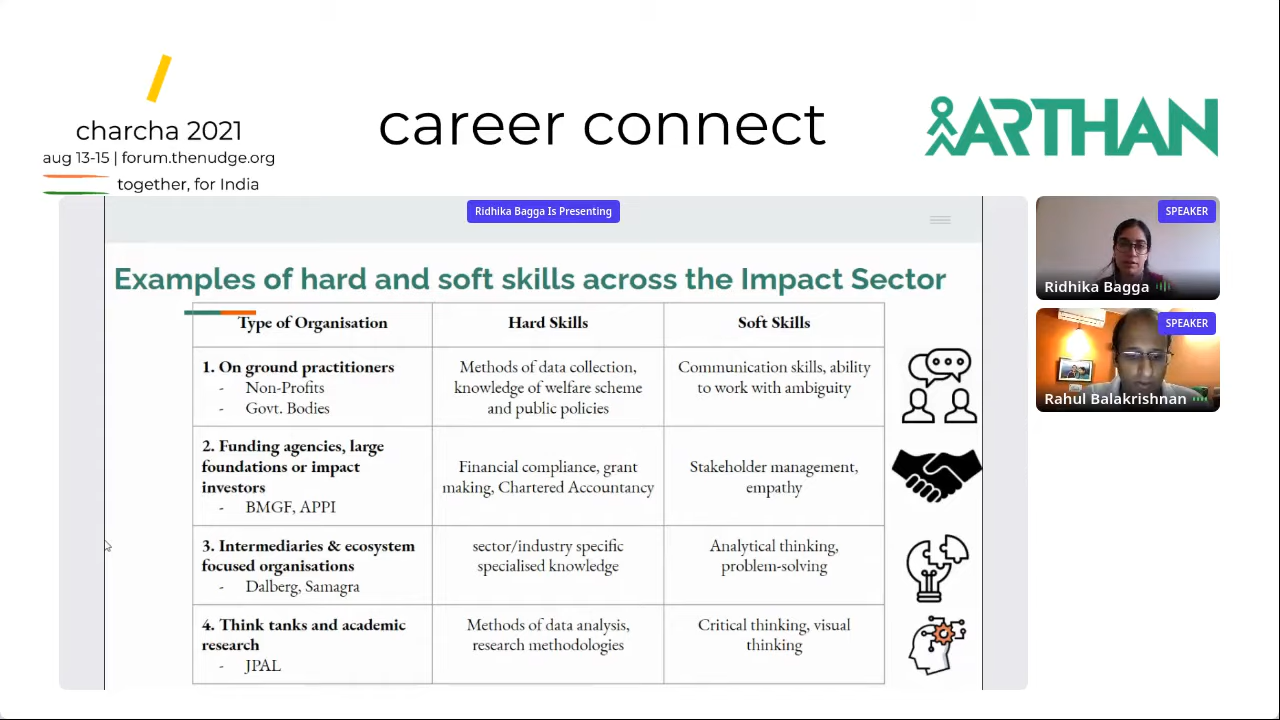 charcha 2021
aug 13-15 | forum.thenudge.org
together, for India
career connect
ARTHAN
Ridhika Bagga Is Presenting
Examples of hard and soft skills across the Impact Sector
Type of Organisation
Hard Skills
Soft Skills
1. On ground practitioners
- Non-Profits
- Govt. Bodies
Methods of data collection,
knowledge of welfare scheme
and public policies
Communication skills, ability
to work with ambiguity
2. Funding agencies, large
foundations or impact
investors
- BMGF, APPI
Financial compliance, grant
making, Chartered Accountancy
Stakeholder management,
empathy
3. Intermediaries & ecosystem
focused organisations
- Dalberg, Samagra
sector/industry specific
specialised knowledge
Analytical thinking,
problem-solving
4. Think tanks and academic
research
- JPAL
Methods of data analysis,
research methodologies
Critical thinking, visual
thinking
SPEAKER
Ridhika Bagga
SPEAKER
Rahul Balakrishnan